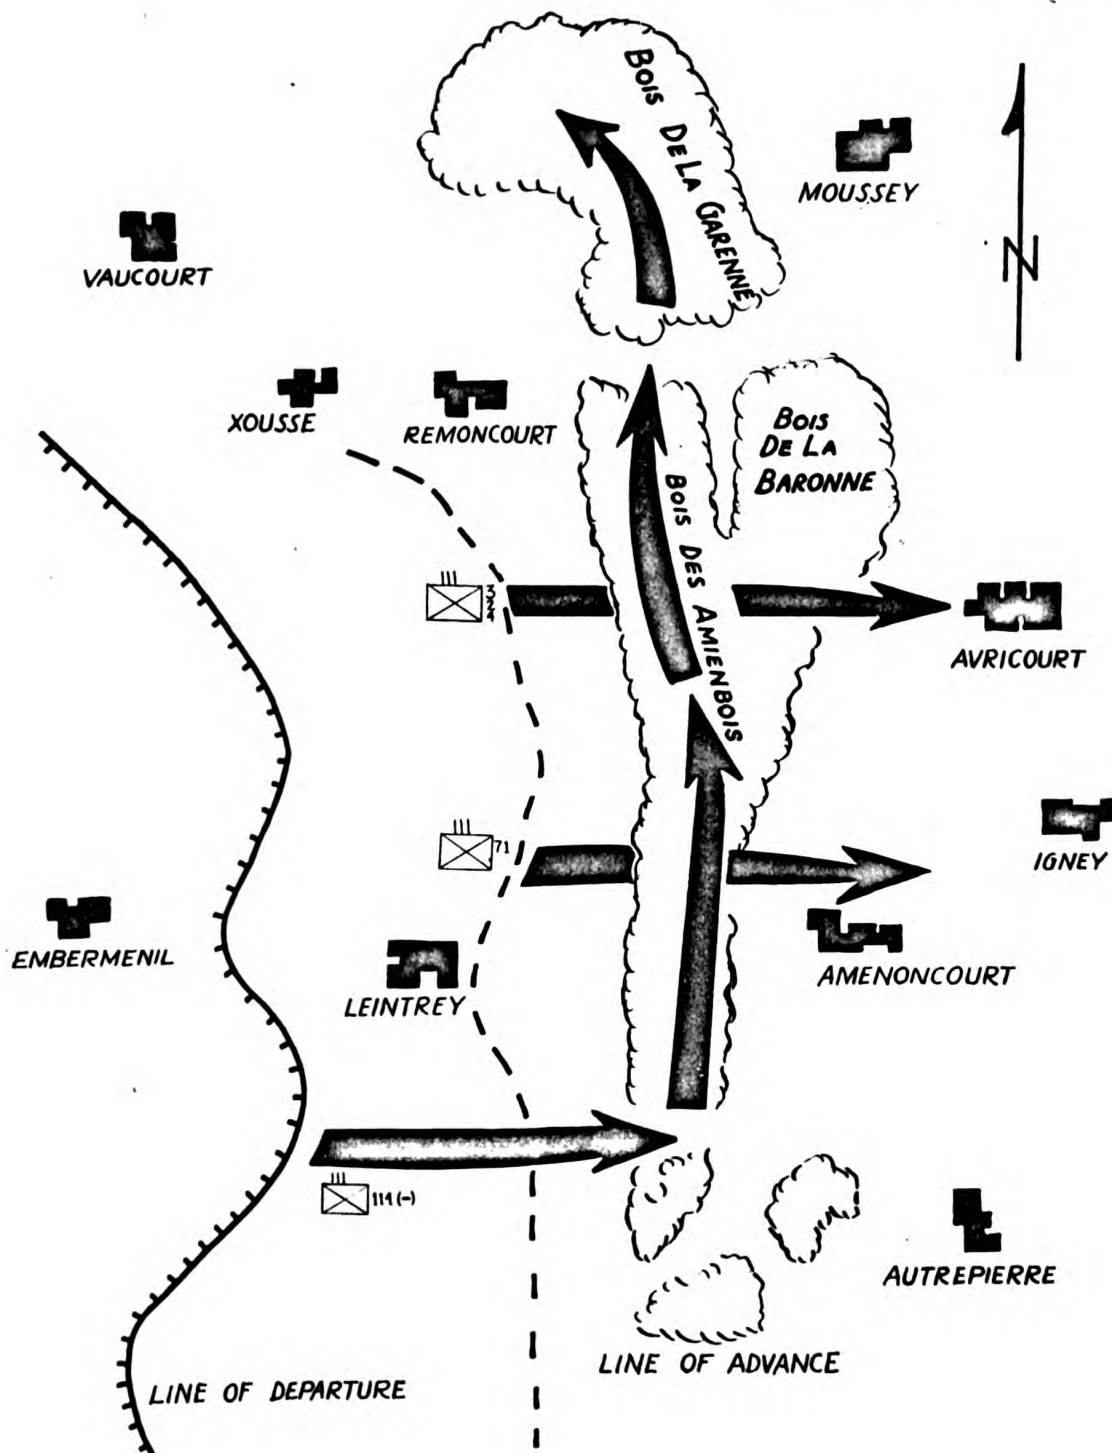 BOIS DE LA GARENNE
MOUSSEY
N
VAUCOURT
XOUSSE
REMONCOURT
BOIS
DE LA
BARONNE
BOIS DES AMIENBOIS
324
AVRICOURT
71
IGNEY
EMBERMENIL
LEINTREY
AMENONCOURT
114 (-)
AUTREPIERRE
LINE OF ADVANCE
LINE OF DEPARTURE